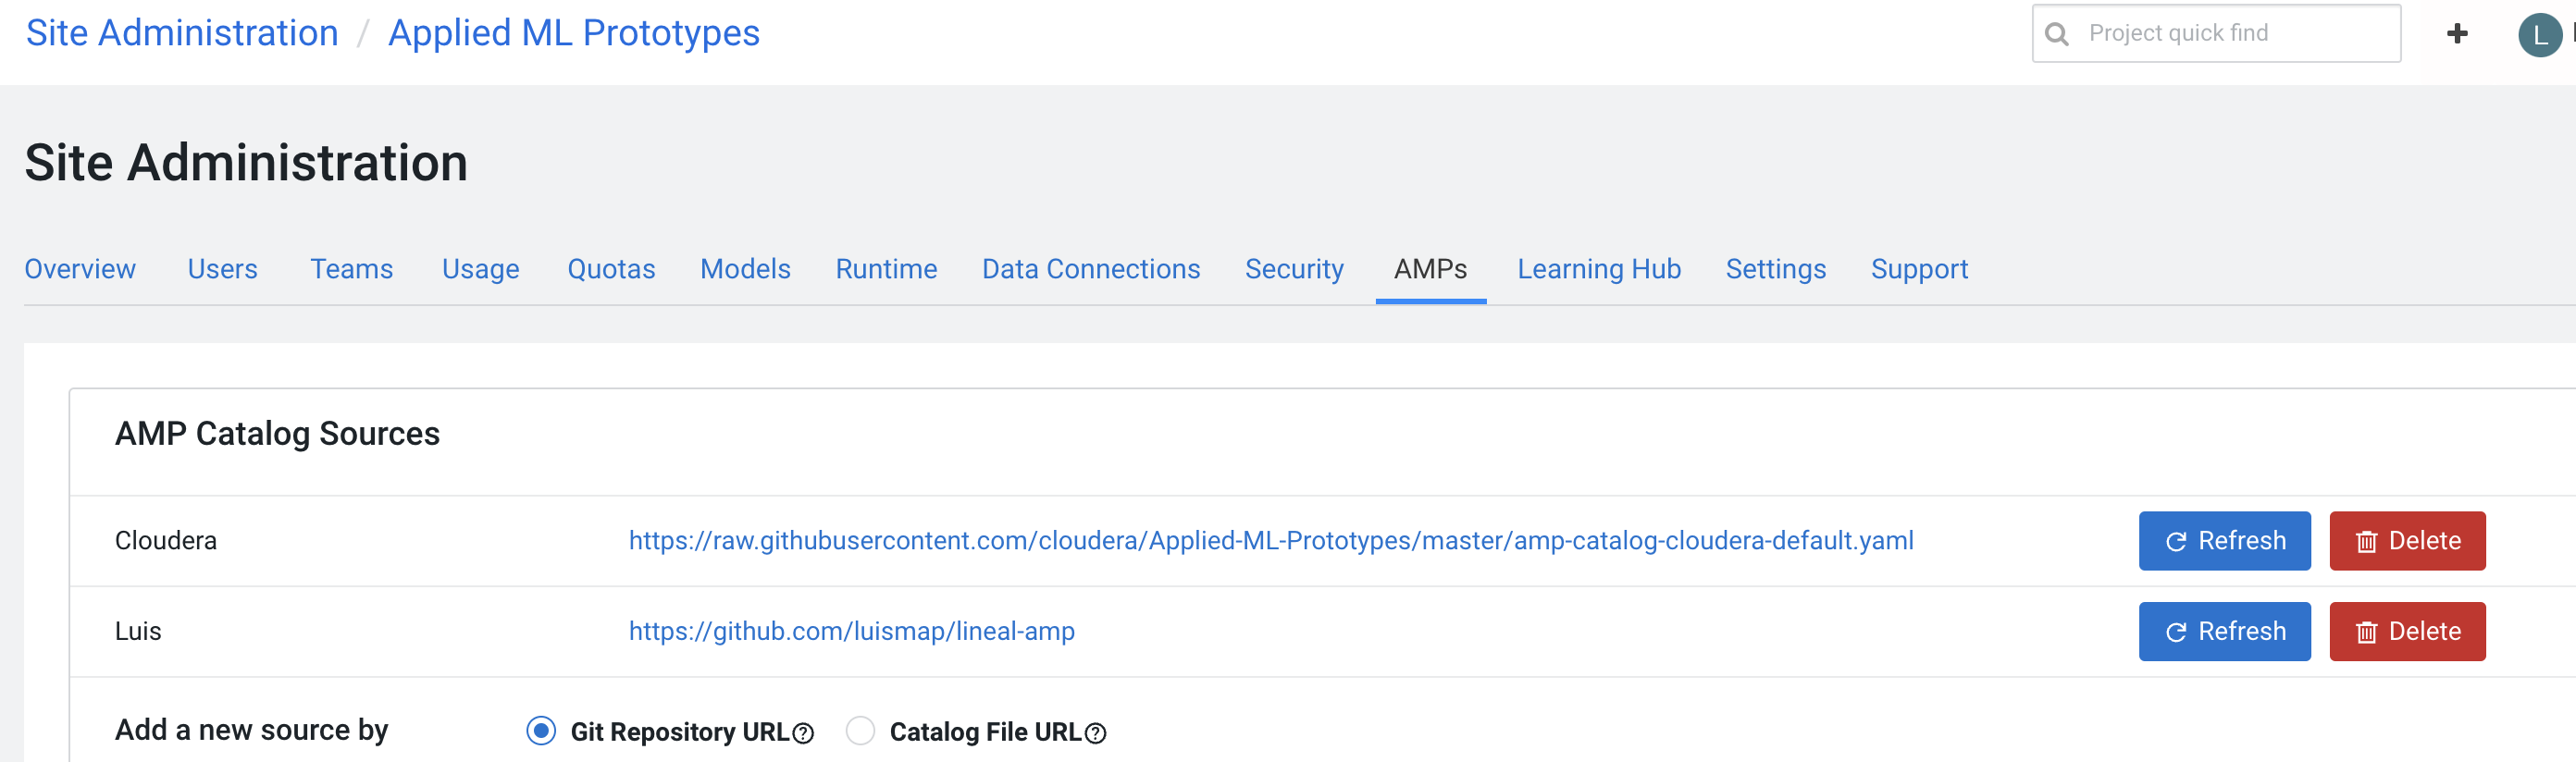 Site Administration / Applied ML Prototypes
Project quick find
L
Site Administration
Overview Users Teams Usage Quotas Models Runtime Data Connections Security AMPs Learning Hub Settings Support
AMP Catalog Sources
Cloudera https://raw.githubusercontent.com/cloudera/Applied-ML-Prototypes/master/amp-catalog-cloudera-default.yaml Refresh Delete
Luis https://github.com/luismap/lineal-amp Refresh Delete
Add a new source by Git Repository URL Catalog File URL